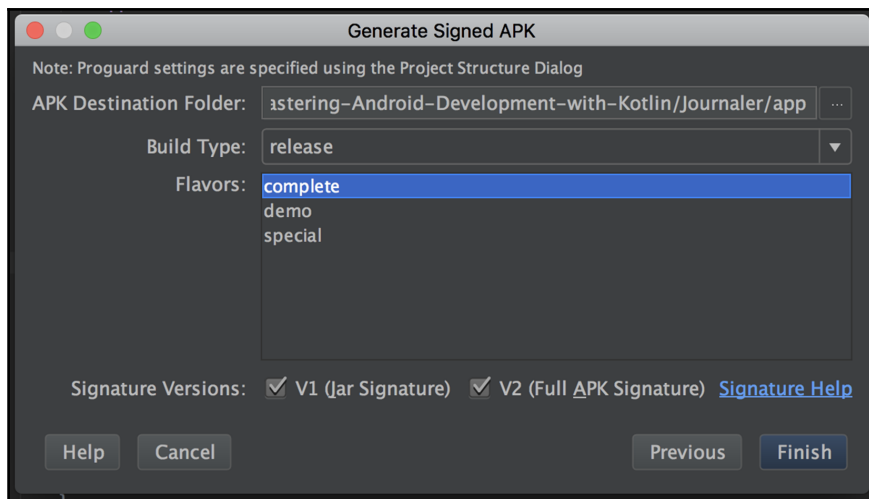 Generate Signed APK
Note: Proguard settings are specified using the Project Structure Dialog
APK Destination Folder: astering-Android-Development-with-Kotlin/Journaler/app ...
Build Type: release
Flavors: complete
demo
special
Signature Versions: V1 (Jar Signature) V2 (Full APK Signature) Signature Help
Help Cancel Previous Finish